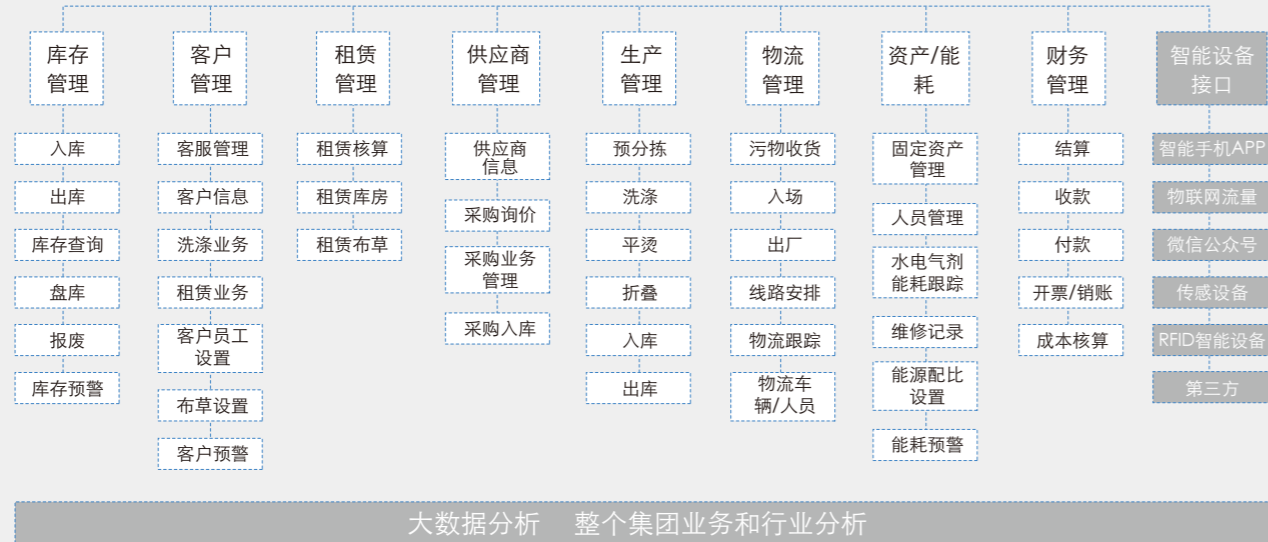 库存
管理
入库
出库
库存查询
盘库
报废
库存预警
客户
管理
客服管理
客户信息
洗涤业务
租赁业务
客户员工
设置
布草设置
客户预警
租赁
管理
租赁核算
租赁库房
租赁布草
供应商
管理
供应商
信息
采购询价
采购业务
管理
采购入库
生产
管理
预分拣
洗涤
平烫
折叠
入库
出库
物流
管理
污物收货
入场
出厂
线路安排
物流跟踪
物流车
辆/人员
资产/能
耗
固定资产
管理
人员管理
水电气剂
能耗跟踪
维修记录
能源配比
设置
能耗预警
财务
管理
结算
收款
付款
开票/销账
成本核算
智能设备
接口
智能手机APP
物联网流量
微信公众号
传感设备
RFID智能设备
第三方
大数据分析 整个集团业务和行业分析